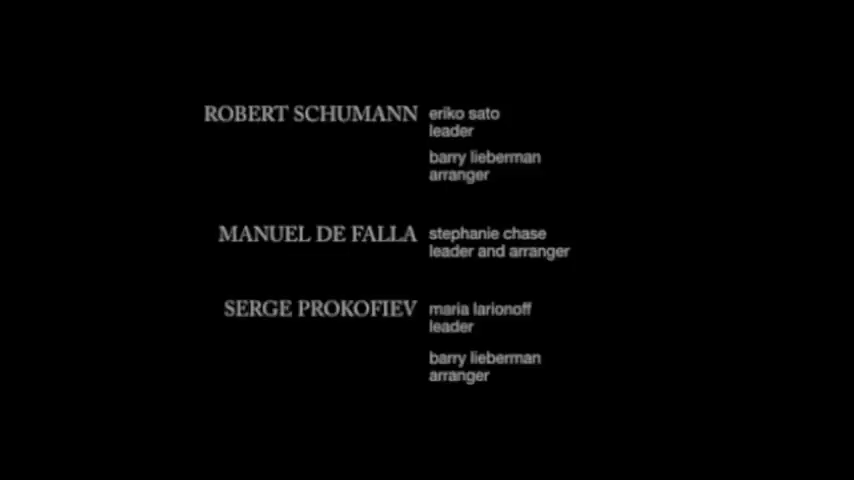 ROBERT SCHUMANN eriko sato
leader
barry lieberman
arranger
MANUEL DE FALLA stephanie chase
leader and arranger
SERGE PROKOFIEV maria larionoff
leader
barry lieberman
arranger